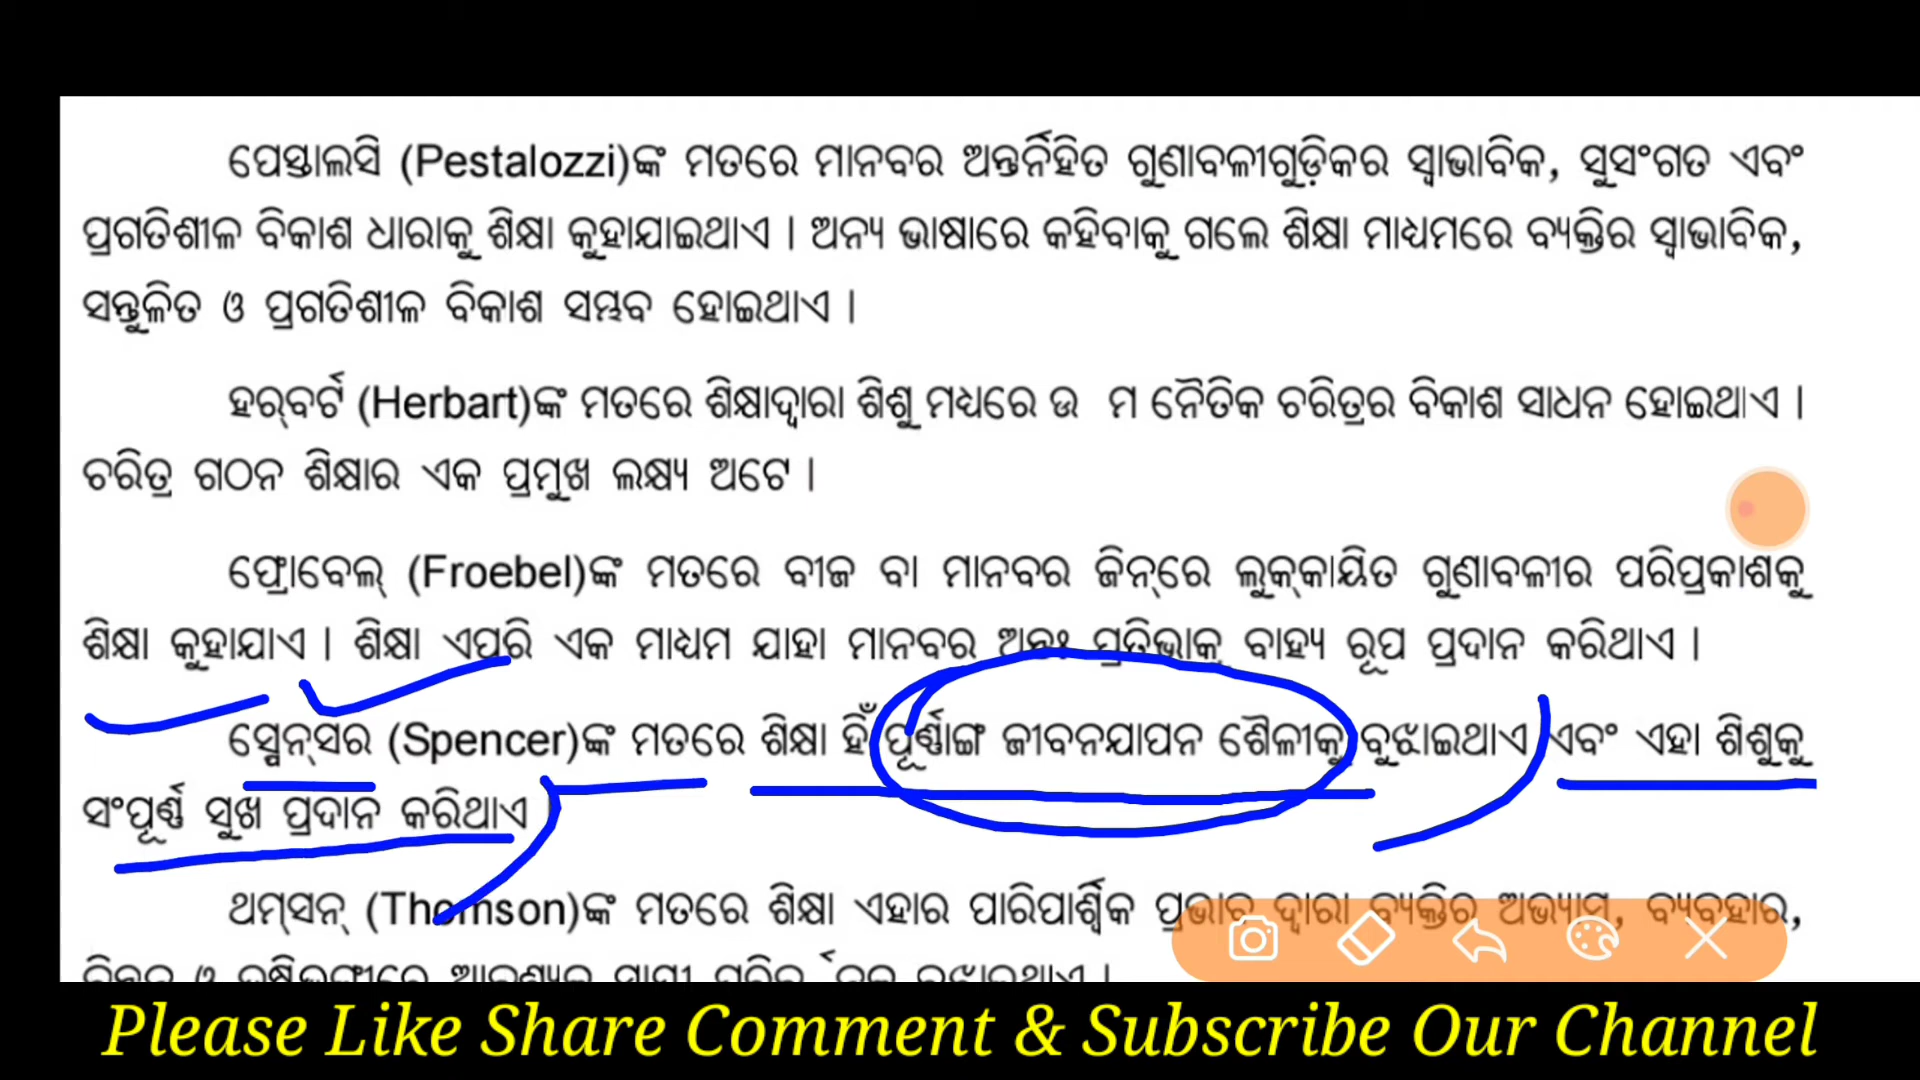 ପେସ୍ତାଲସି (Pestalozzi)ଙ୍କ ମତରେ ମାନବର ଅନ୍ତର୍ନିହିତ ଗୁଣାବଳୀଗୁଡ଼ିକର ସ୍ୱାଭାବିକ, ସୁସଂଗତ ଏବଂ
ପ୍ରଗତିଶୀଳ ବିକାଶ ଧାରାକୁ ଶିକ୍ଷା କୁହାଯାଇଥାଏ । ଅନ୍ୟ ଭାଷାରେ କହିବାକୁ ଗଲେ ଶିକ୍ଷା ମାଧ୍ୟମରେ ବ୍ୟକ୍ତିର ସ୍ୱାଭାବିକ,
ସନ୍ତୁଳିତ ଓ ପ୍ରଗତିଶୀଳ ବିକାଶ ସମ୍ଭବ ହୋଇଥାଏ ।
ହର୍‌ବର୍ଟ (Herbart)ଙ୍କ ମତରେ ଶିକ୍ଷାଦ୍ୱାରା ଶିଶୁ ମଧ୍ୟରେ ଉ ମ ନୈତିକ ଚରିତ୍ରର ବିକାଶ ସାଧନ ହୋଇଥାଏ ।
ଚରିତ୍ର ଗଠନ ଶିକ୍ଷାର ଏକ ପ୍ରମୁଖ ଲକ୍ଷ୍ୟ ଅଟେ ।
ଫ୍ରୋବେଲ୍ (Froebel)ଙ୍କ ମତରେ ବୀଜ ବା ମାନବର ଜିନ୍‌ରେ ଲୁକ୍‌କାୟିତ ଗୁଣାବଳୀର ପରିପ୍ରକାଶକୁ
ଶିକ୍ଷା କୁହାଯାଏ । ଶିକ୍ଷା ଏପରି ଏକ ମାଧ୍ୟମ ଯାହା ମାନବର ଅନ୍ତଃ ପ୍ରତିଭାକୁ ବାହ୍ୟ ରୂପ ପ୍ରଦାନ କରିଥାଏ ।
ସ୍ପେନ୍‌ସର (Spencer)ଙ୍କ ମତରେ ଶିକ୍ଷା ହିଁ ପୂର୍ଣ୍ଣାଙ୍ଗ ଜୀବନଯାପନ ଶୈଳୀକୁ ବୁଝାଇଥାଏ ଏବଂ ଏହା ଶିଶୁକୁ
ସଂପୂର୍ଣ୍ଣ ସୁଖ ପ୍ରଦାନ କରିଥାଏ
ଥମ୍‌ସନ୍ (Thomson)ଙ୍କ ମତରେ ଶିକ୍ଷା ଏହାର ପାରିପାର୍ଶ୍ୱିକ ପ୍ରଭାବ ଦ୍ୱାରା ବ୍ୟକ୍ତିର ଅଭ୍ୟାସ, ବ୍ୟବହାର,
Please Like Share Comment & Subscribe Our Channel